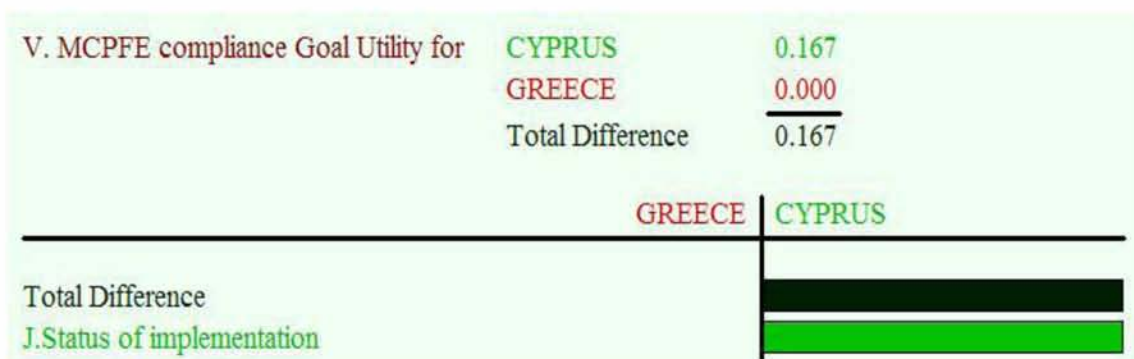 V. MCPFE compliance Goal Utility for CYPRUS 0.167
GREECE 0.000
Total Difference 0.167
GREECE CYPRUS
Total Difference
J.Status of implementation